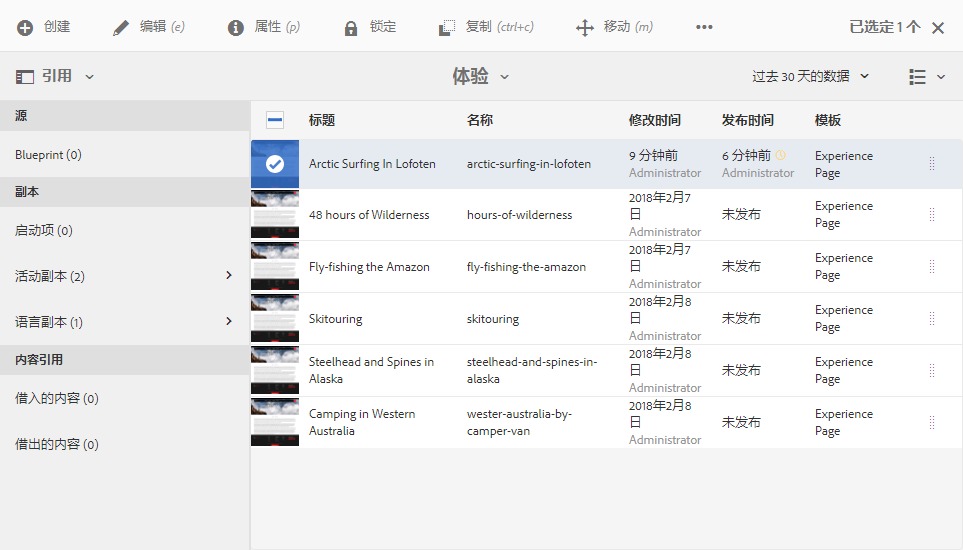 创建 编辑 (e) 属性 (p) 锁定 复制 (ctrl+c) 移动 (m) 已选定 1 个
引用 体验 过去 30 天的数据
源
Blueprint (0)
副本
启动项 (0)
活动副本 (2)
语言副本 (1)
内容引用
借入的内容 (0)
借出的内容 (0)
标题 名称 修改时间 发布时间 模板
Arctic Surfing In Lofoten arctic-surfing-in-lofoten 9 分钟前 6 分钟前 Experience
Administrator Administrator Page
48 hours of Wilderness hours-of-wilderness 2018年2月7 未发布 Experience
日 Page
Administrator
Fly-fishing the Amazon fly-fishing-the-amazon 2018年2月7 未发布 Experience
日 Page
Administrator
Skitouring skitouring 2018年2月8 未发布 Experience
日 Page
Administrator
Steelhead and Spines in steelhead-and-spines-in- 2018年2月8 未发布 Experience
Alaska alaska 日 Page
Administrator
Camping in Western wester-australia-by- 2018年2月8 未发布 Experience
Australia camper-van 日 Page
Administrator